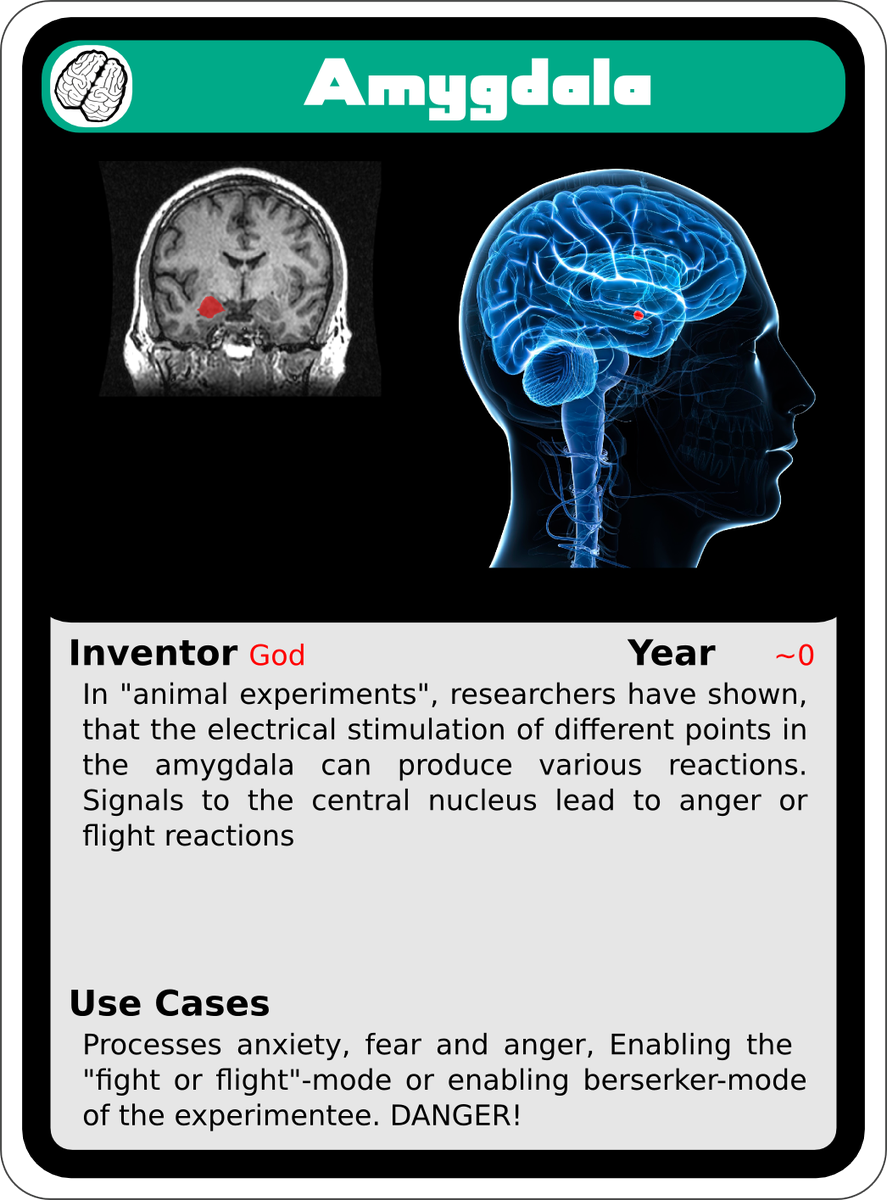 Amygdala
Inventor God Year ~0
In "animal experiments", researchers have shown,
that the electrical stimulation of different points in
the amygdala can produce various reactions.
Signals to the central nucleus lead to anger or
flight reactions
Use Cases
Processes anxiety, fear and anger, Enabling the
"fight or flight"-mode or enabling berserker-mode
of the experimentee. DANGER!